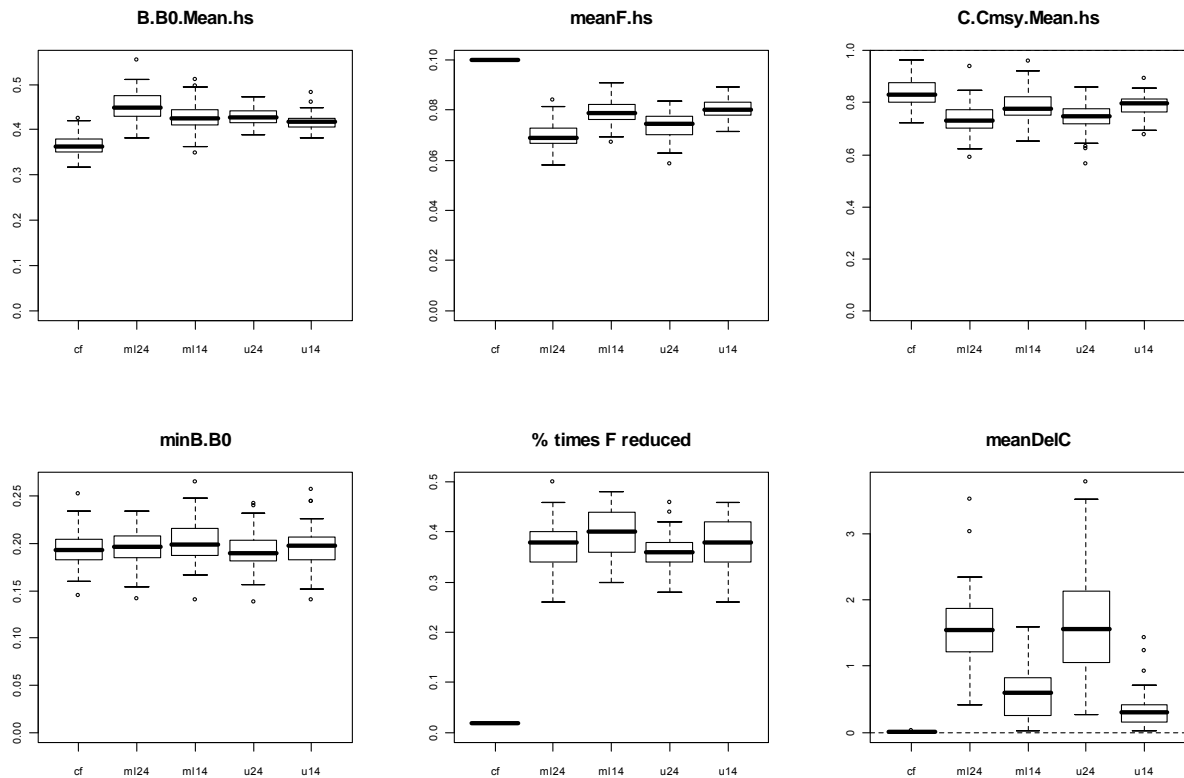 B.B0.Mean.hs
0.0 0.1 0.2 0.3 0.4 0.5
cf ml24 ml14 u24 u14
meanF.hs
0.00 0.02 0.04 0.06 0.08 0.10
cf ml24 ml14 u24 u14
C.Cmsy.Mean.hs
0.0 0.2 0.4 0.6 0.8 1.0
cf ml24 ml14 u24 u14
minB.B0
0.00 0.05 0.10 0.15 0.20 0.25
cf ml24 ml14 u24 u14
% times F reduced
0.0 0.1 0.2 0.3 0.4 0.5
cf ml24 ml14 u24 u14
meanDelC
0 1 2 3
cf ml24 ml14 u24 u14